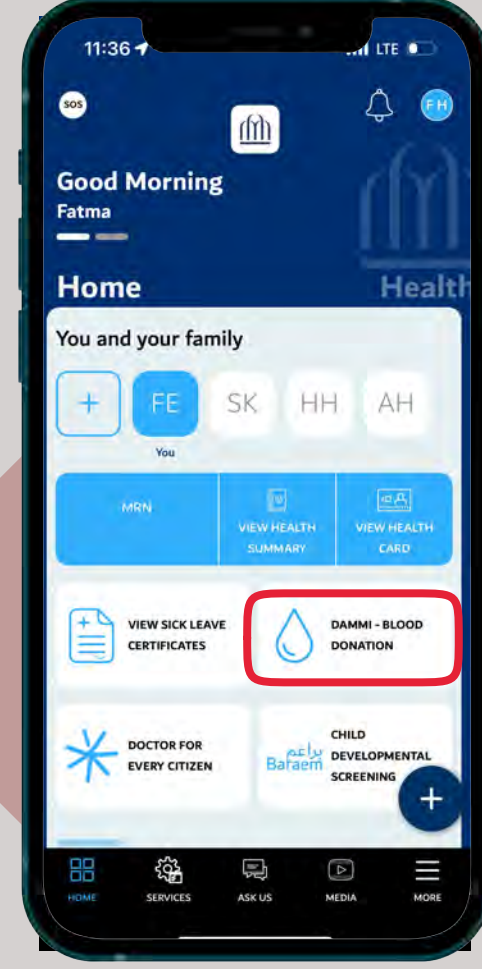 11:36
LTE
SOS
FH
Good Morning
Fatma
Home
Health
You and your family
+
FE
SK
HH
AH
You
MRN
VIEW HEALTH
SUMMARY
VIEW HEALTH
CARD
VIEW SICK LEAVE
CERTIFICATES
DAMMI - BLOOD
DONATION
DOCTOR FOR
EVERY CITIZEN
براعم
Baraem
CHILD
DEVELOPMENTAL
SCREENING
+
HOME
SERVICES
ASK US
MEDIA
MORE